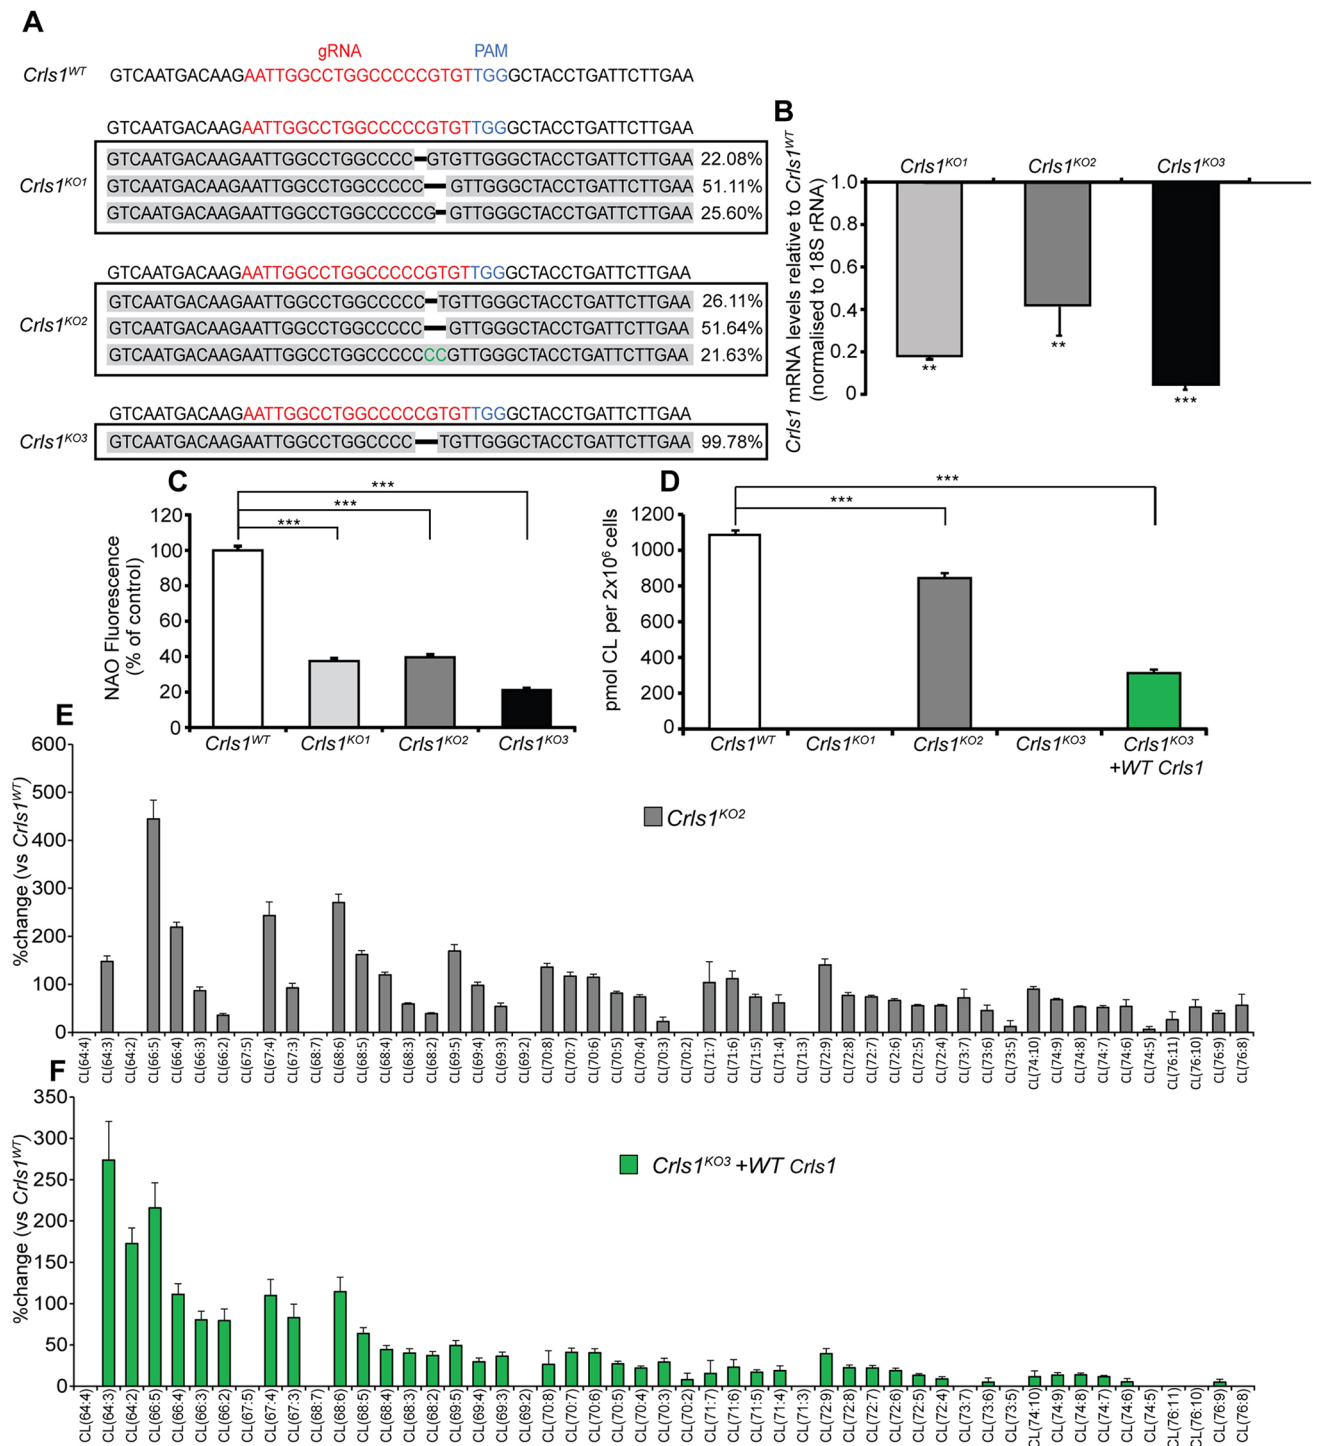 A
gRNA PAM
Crls1WT GTCAATGACAAGAATTGGCCTGGCCCCCGTGTTGGGCTACCTGATTCTTGAA
GTCAATGACAAGAATTGGCCTGGCCCCCGTGTTGGGCTACCTGATTCTTGAA
Crls1KO1
GTCAATGACAAGAATTGGCCTGGCCCC–GTGTTGGGCTACCTGATTCTTGAA 22.08%
GTCAATGACAAGAATTGGCCTGGCCCCC–GTTGGGCTACCTGATTCTTGAA 51.11%
GTCAATGACAAGAATTGGCCTGGCCCCCG-GTTGGGCTACCTGATTCTTGAA 25.60%
GTCAATGACAAGAATTGGCCTGGCCCCCGTGTTGGGCTACCTGATTCTTGAA
Crls1KO2
GTCAATGACAAGAATTGGCCTGGCCCCC–TGTTGGGCTACCTGATTCTTGAA 26.11%
GTCAATGACAAGAATTGGCCTGGCCCCC–GTTGGGCTACCTGATTCTTGAA 51.64%
GTCAATGACAAGAATTGGCCTGGCCCCCCCGTTGGGCTACCTGATTCTTGAA 21.63%
GTCAATGACAAGAATTGGCCTGGCCCCCGTGTTGGGCTACCTGATTCTTGAA
Crls1KO3
GTCAATGACAAGAATTGGCCTGGCCCC–TGTTGGGCTACCTGATTCTTGAA 99.78%
B
Crls1 mRNA levels relative to Crls1WT
(normalised to 18S rRNA)
Crls1KO1 Crls1KO2 Crls1KO3
1.0
0.8
0.6
0.4
0.2
0
** ** ***
C
NAO Fluorescence
(% of control)
120
100
80
60
40
20
0
***
***
***
Crls1WT Crls1KO1 Crls1KO2 Crls1KO3
D
pmol CL per 2x10⁶ cells
1200
1000
800
600
400
200
0
***
***
Crls1WT Crls1KO1 Crls1KO2 Crls1KO3 Crls1KO3
+WT Crls1
E
%change (vs Crls1WT)
600
500
400
300
200
100
0
Crls1KO2
CL(64:4) CL(64:3) CL(64:2) CL(66:5) CL(66:4) CL(66:3) CL(66:2) CL(67:5) CL(67:4) CL(67:3) CL(68:7) CL(68:6) CL(68:5) CL(68:4) CL(68:3) CL(68:2) CL(69:5) CL(69:4) CL(69:3) CL(69:2) CL(70:8) CL(70:7) CL(70:6) CL(70:5) CL(70:4) CL(70:3) CL(70:2) CL(71:7) CL(71:6) CL(71:5) CL(71:4) CL(71:3) CL(72:9) CL(72:8) CL(72:7) CL(72:6) CL(72:5) CL(72:4) CL(73:7) CL(73:6) CL(73:5) CL(74:10) CL(74:9) CL(74:8) CL(74:7) CL(74:6) CL(74:5) CL(76:11) CL(76:10) CL(76:9) CL(76:8)
F
%change (vs Crls1WT)
350
300
250
200
150
100
50
0
Crls1KO3 +WT Crls1
CL(64:4) CL(64:3) CL(64:2) CL(66:5) CL(66:4) CL(66:3) CL(66:2) CL(67:5) CL(67:4) CL(67:3) CL(68:7) CL(68:6) CL(68:5) CL(68:4) CL(68:3) CL(68:2) CL(69:5) CL(69:4) CL(69:3) CL(69:2) CL(70:8) CL(70:7) CL(70:6) CL(70:5) CL(70:4) CL(70:3) CL(70:2) CL(71:7) CL(71:6) CL(71:5) CL(71:4) CL(71:3) CL(72:9) CL(72:8) CL(72:7) CL(72:6) CL(72:5) CL(72:4) CL(73:7) CL(73:6) CL(73:5) CL(74:10) CL(74:9) CL(74:8) CL(74:7) CL(74:6) CL(74:5) CL(76:11) CL(76:10) CL(76:9) CL(76:8)